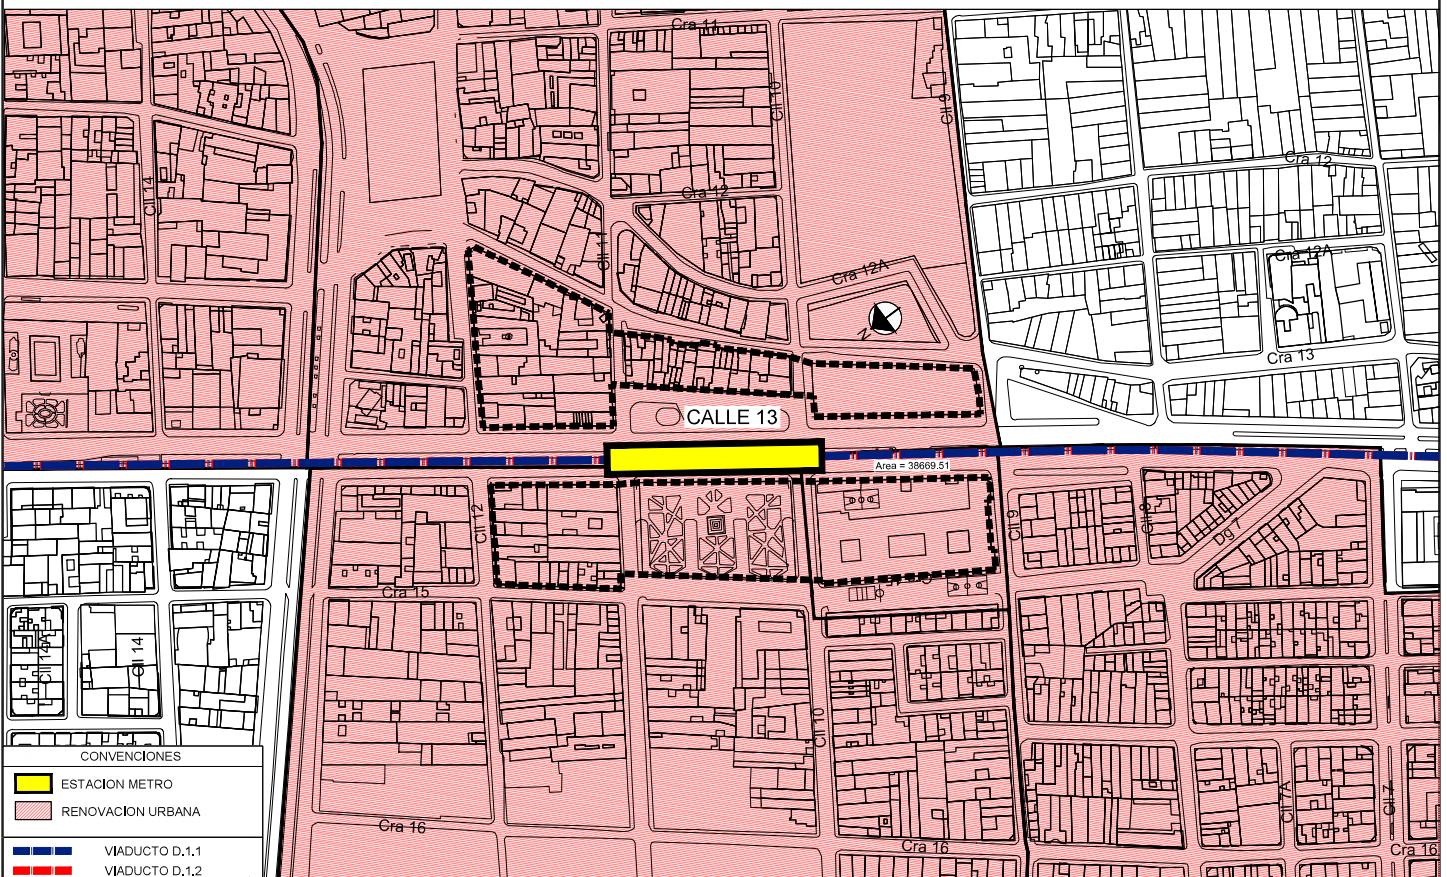 Cra 11
Cll 10
Cll 9
Cra 12
Cll 14
Cra 12
Cll 11
Cra 12A
Cra 12A
N
Cra 13
CALLE 13
Area = 38669.51
Cll 12
Cll 9
Cll 8
Dg 7
Cra 15
Cll 14A
Cll 14
Cll 10
CONVENCIONES
ESTACION METRO
RENOVACION URBANA
Cll 7A
Cll 7
Cra 16
Cra 16
Cra 16
VIADUCTO D.1.1
VIADUCTO D.1.2